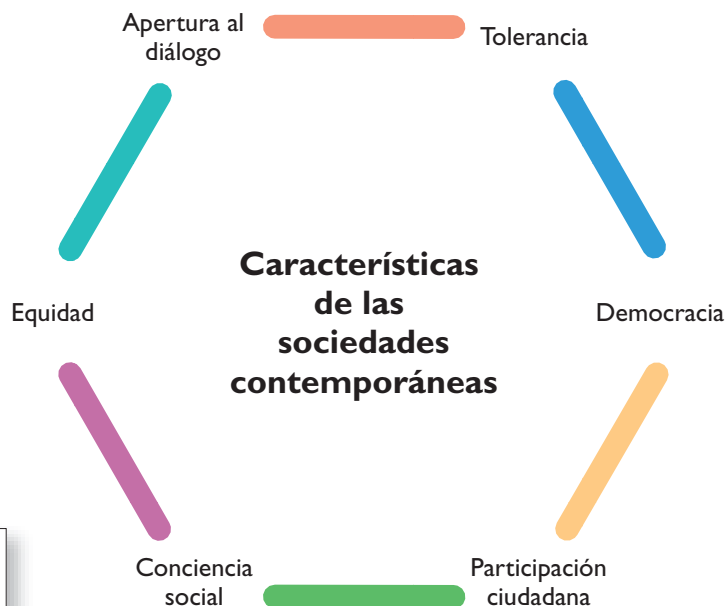 Apertura al
diálogo
Tolerancia
Características
de las
sociedades
contemporáneas
Equidad
Democracia
Conciencia
social
Participación
ciudadana